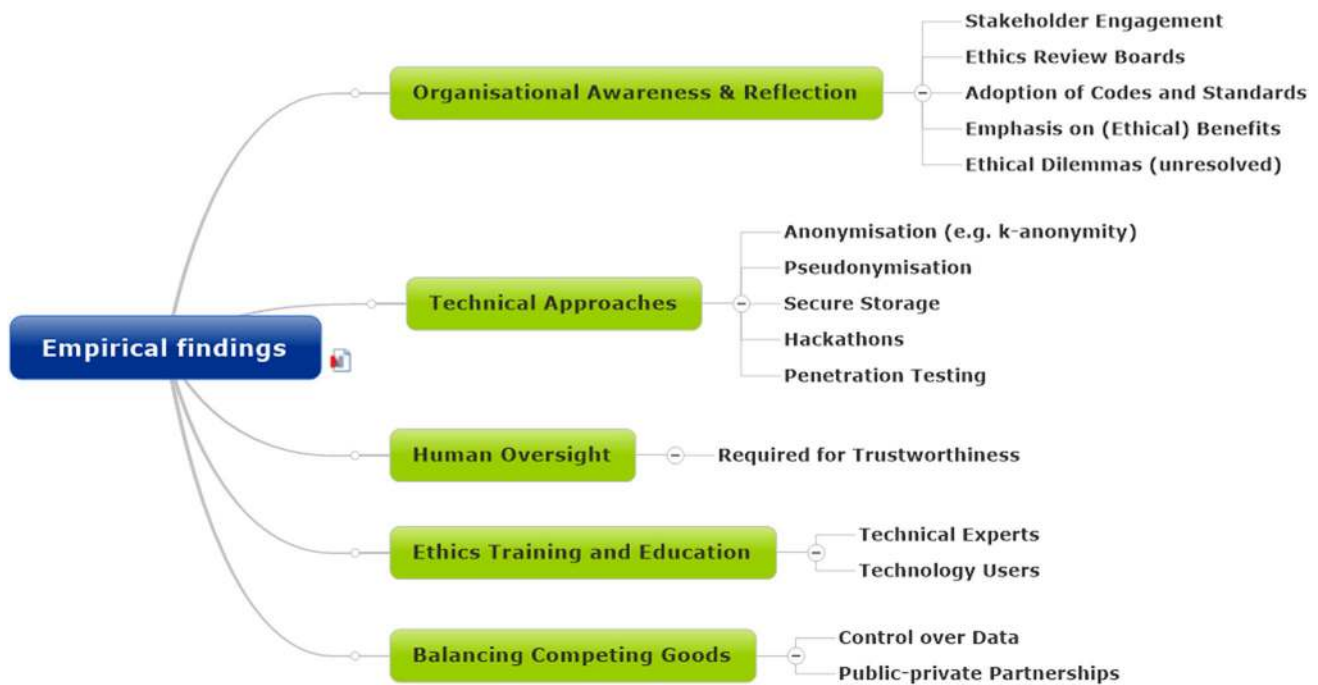 Stakeholder Engagement
Ethics Review Boards
Organisational Awareness & Reflection
Adoption of Codes and Standards
Emphasis on (Ethical) Benefits
Ethical Dilemmas (unresolved)
Anonymisation (e.g. k-anonymity)
Pseudonymisation
Technical Approaches
Secure Storage
Hackathons
Penetration Testing
Empirical findings
Human Oversight
Required for Trustworthiness
Ethics Training and Education
Technical Experts
Technology Users
Balancing Competing Goods
Control over Data
Public-private Partnerships